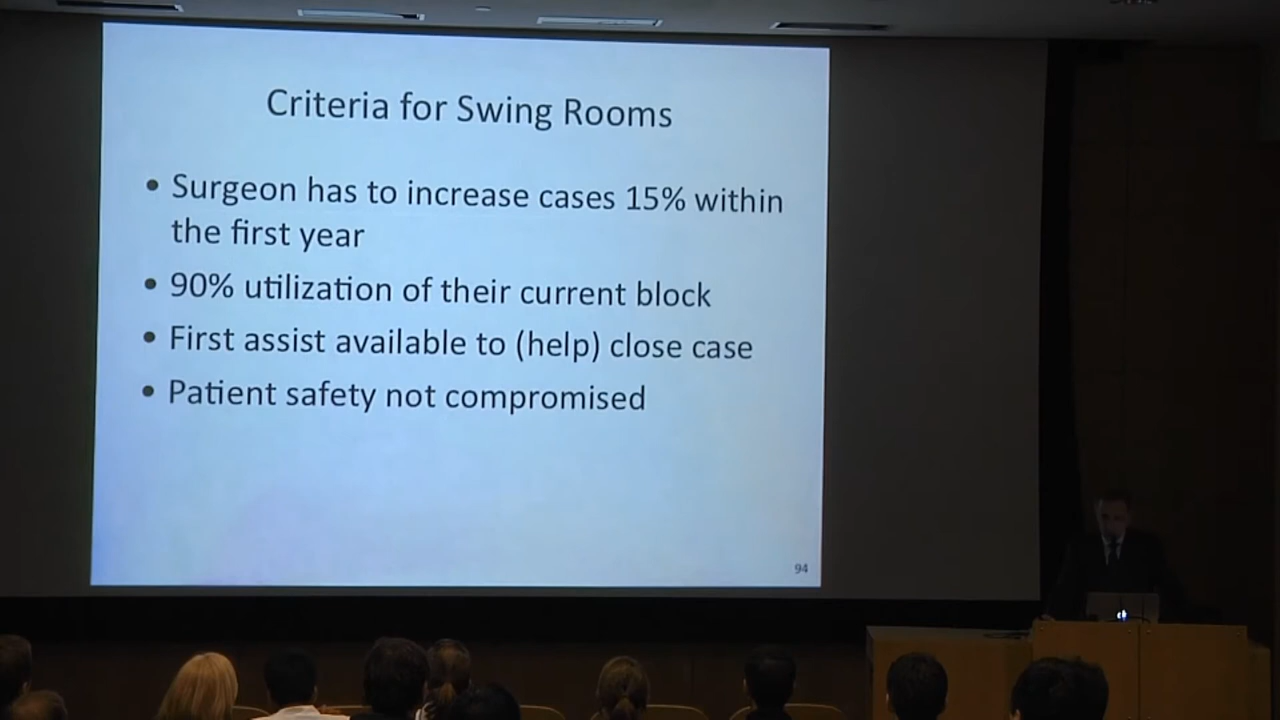 Criteria for Swing Rooms
• Surgeon has to increase cases 15% within
the first year
• 90% utilization of their current block
• First assist available to (help) close case
• Patient safety not compromised
94